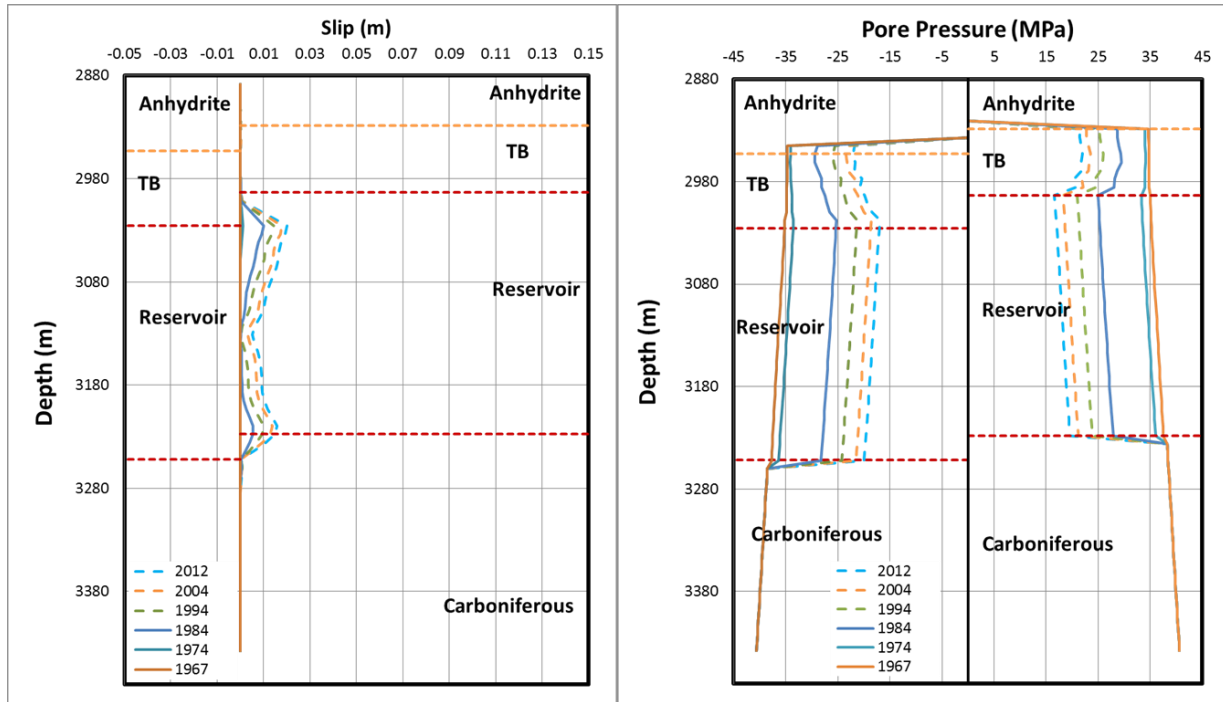 Slip (m)
-0.05 -0.03 -0.01 0.01 0.03 0.05 0.07 0.09 0.11 0.13 0.15
2880
2980
3080
3180
3280
3380
Depth (m)
Anhydrite
Anhydrite
TB
TB
Reservoir
Reservoir
Carboniferous
2012
2004
1994
1984
1974
1967
Pore Pressure (MPa)
-45 -35 -25 -15 -5 5 15 25 35 45
2880
2980
3080
3180
3280
3380
Depth (m)
Anhydrite
Anhydrite
TB
TB
Reservoir
Reservoir
Carboniferous
Carboniferous
2012
2004
1994
1984
1974
1967